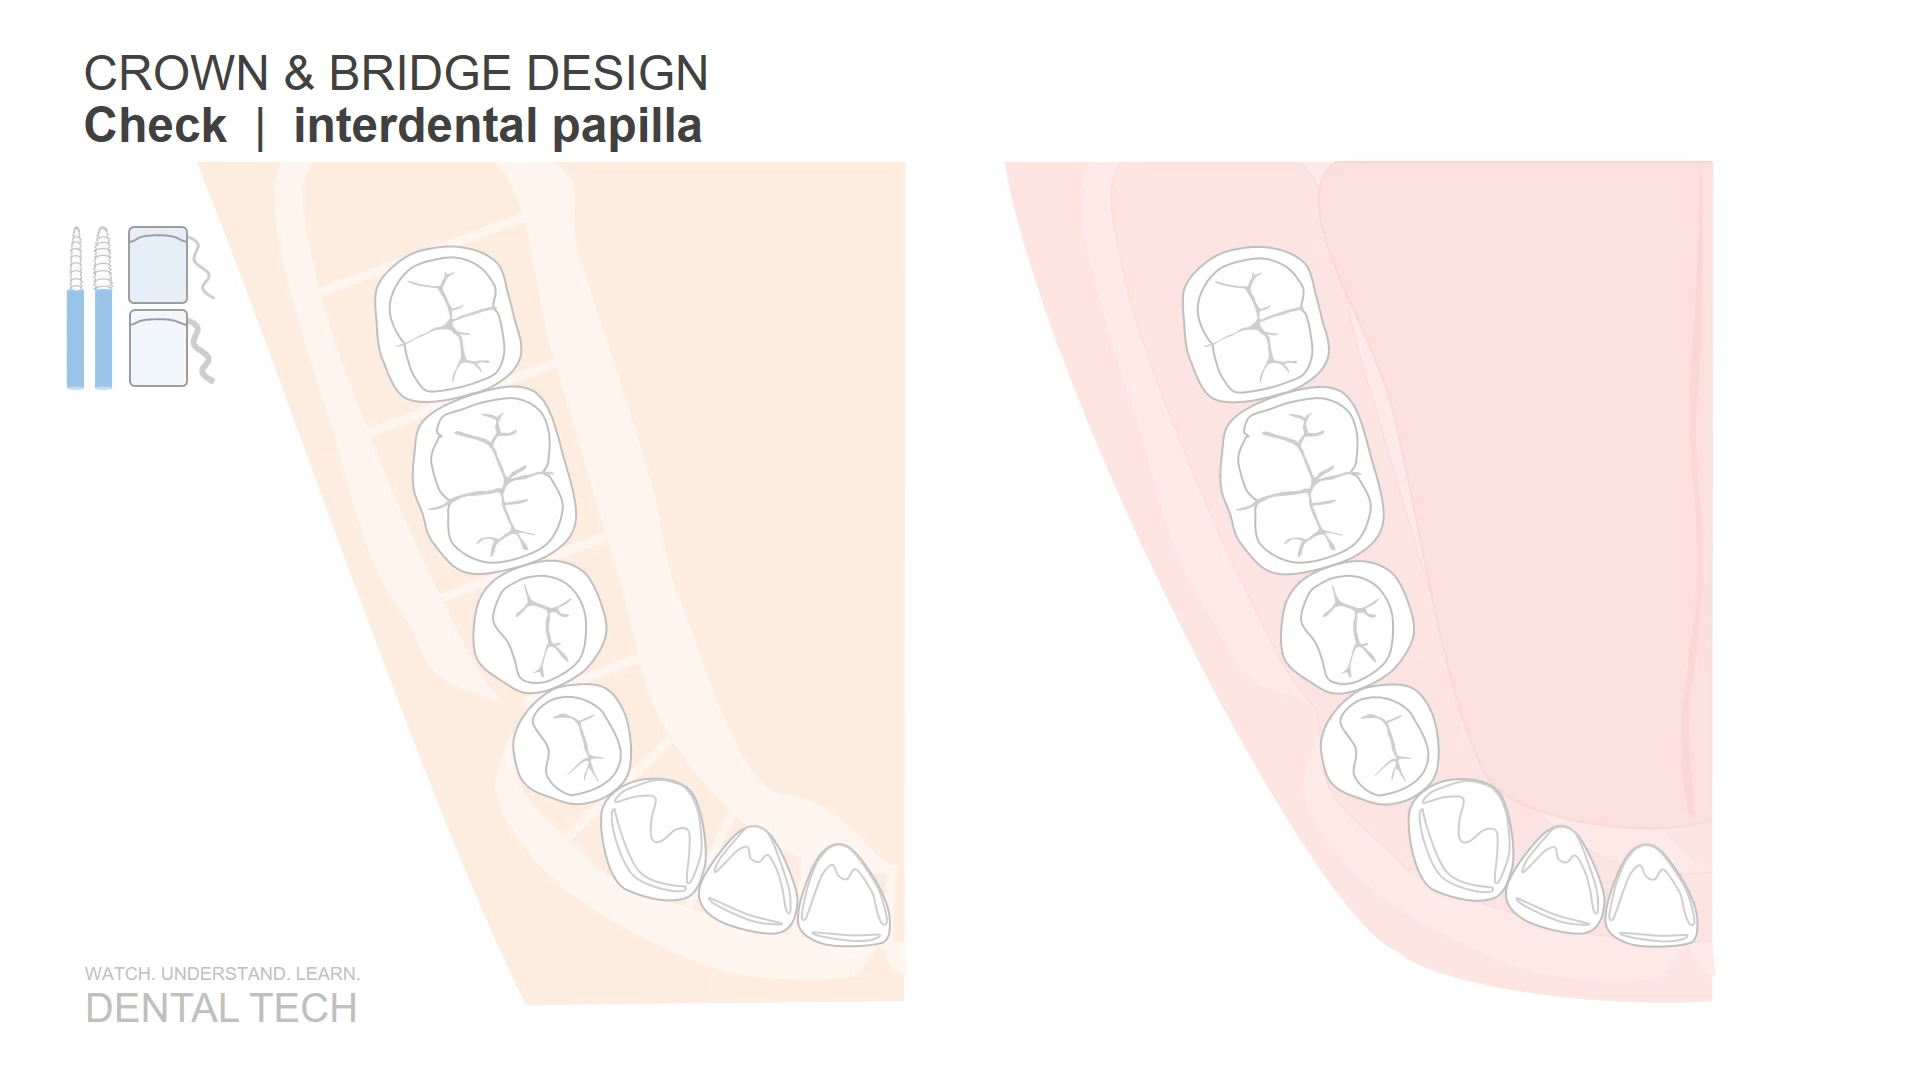 CROWN & BRIDGE DESIGN
Check | interdental papilla
WATCH. UNDERSTAND. LEARN.
DENTAL TECH